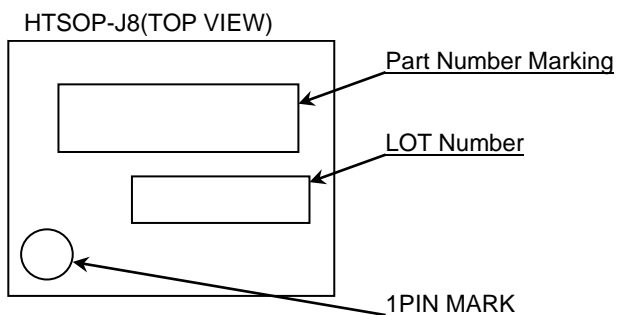 HTSOP-J8(TOP VIEW)
Part Number Marking
LOT Number
1PIN MARK